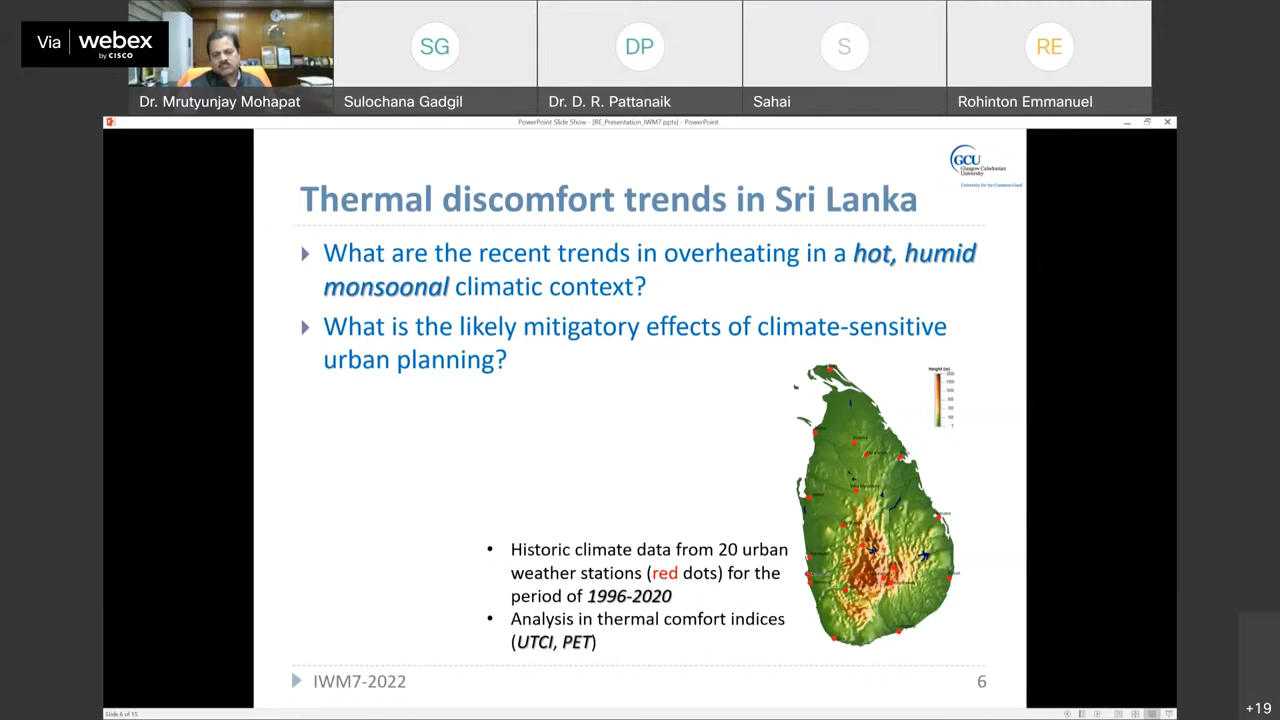 Via webex
by CISCO
SG
DP
S
RE
Dr. Mrutyunjay Mohapat
Sulochana Gadgil
Dr. D. R. Pattanaik
Sahai
Rohinton Emmanuel
PowerPoint Slide Show - [RE_Presentation_IWM7.pptx] - PowerPoint
GCU
Glasgow Caledonian
University
University for the Common Good
Thermal discomfort trends in Sri Lanka
What are the recent trends in overheating in a hot, humid
monsoonal climatic context?
What is the likely mitigatory effects of climate-sensitive
urban planning?
Height (m)
• Historic climate data from 20 urban
weather stations (red dots) for the
period of 1996-2020
• Analysis in thermal comfort indices
(UTCI, PET)
IWM7-2022
6
Slide 6 of 15
+19